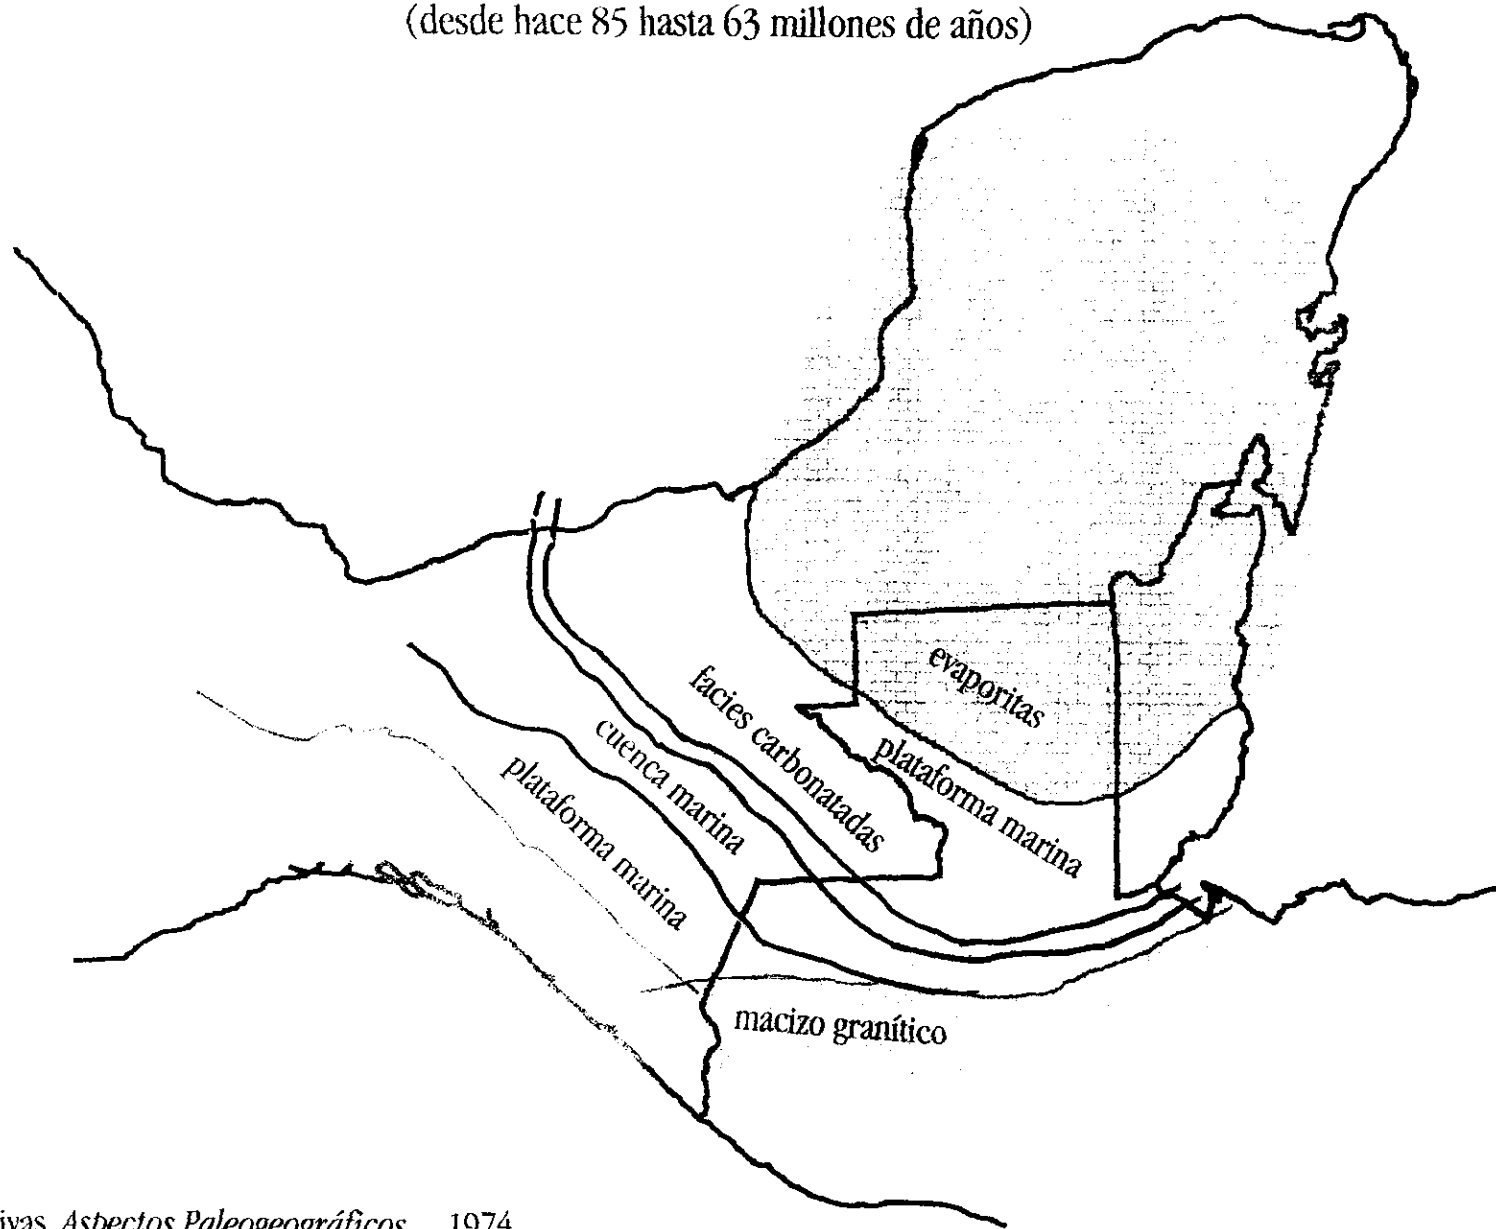 (desde hace 85 hasta 63 millones de años)
evaporitas
facies carbonatadas
plataforma marina
cuenca marina
plataforma marina
macizo granítico
Aspectos Paleogeográficos 1974